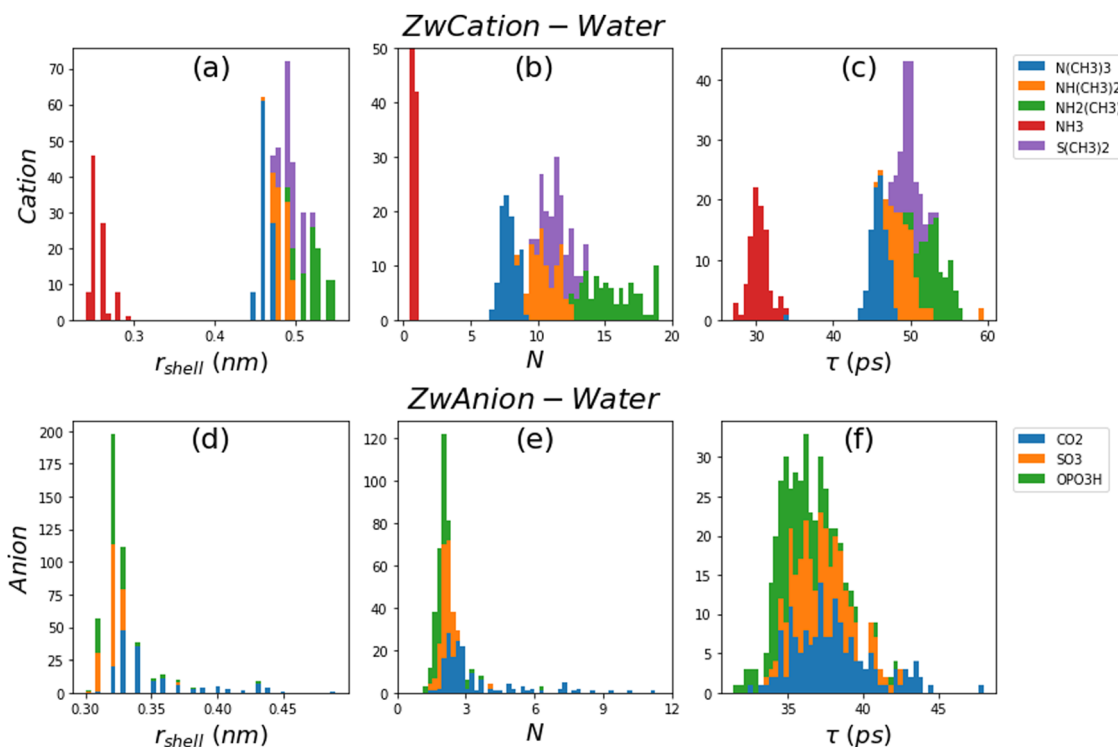 ZwCation – Water
(a)
(b)
(c)
Cation
70
60
50
40
30
20
10
0
0.3
0.4
0.5
r_shell (nm)
50
40
30
20
10
0
0
5
10
15
20
N
40
30
20
10
0
30
40
50
60
τ (ps)
N(CH3)3
NH(CH3)2
NH2(CH3)
NH3
S(CH3)2
ZwAnion – Water
(d)
(e)
(f)
Anion
200
175
150
125
100
75
50
25
0
0.30
0.35
0.40
0.45
r_shell (nm)
120
100
80
60
40
20
0
0
3
6
9
12
N
30
25
20
15
10
5
0
35
40
45
τ (ps)
CO2
SO3
OPO3H